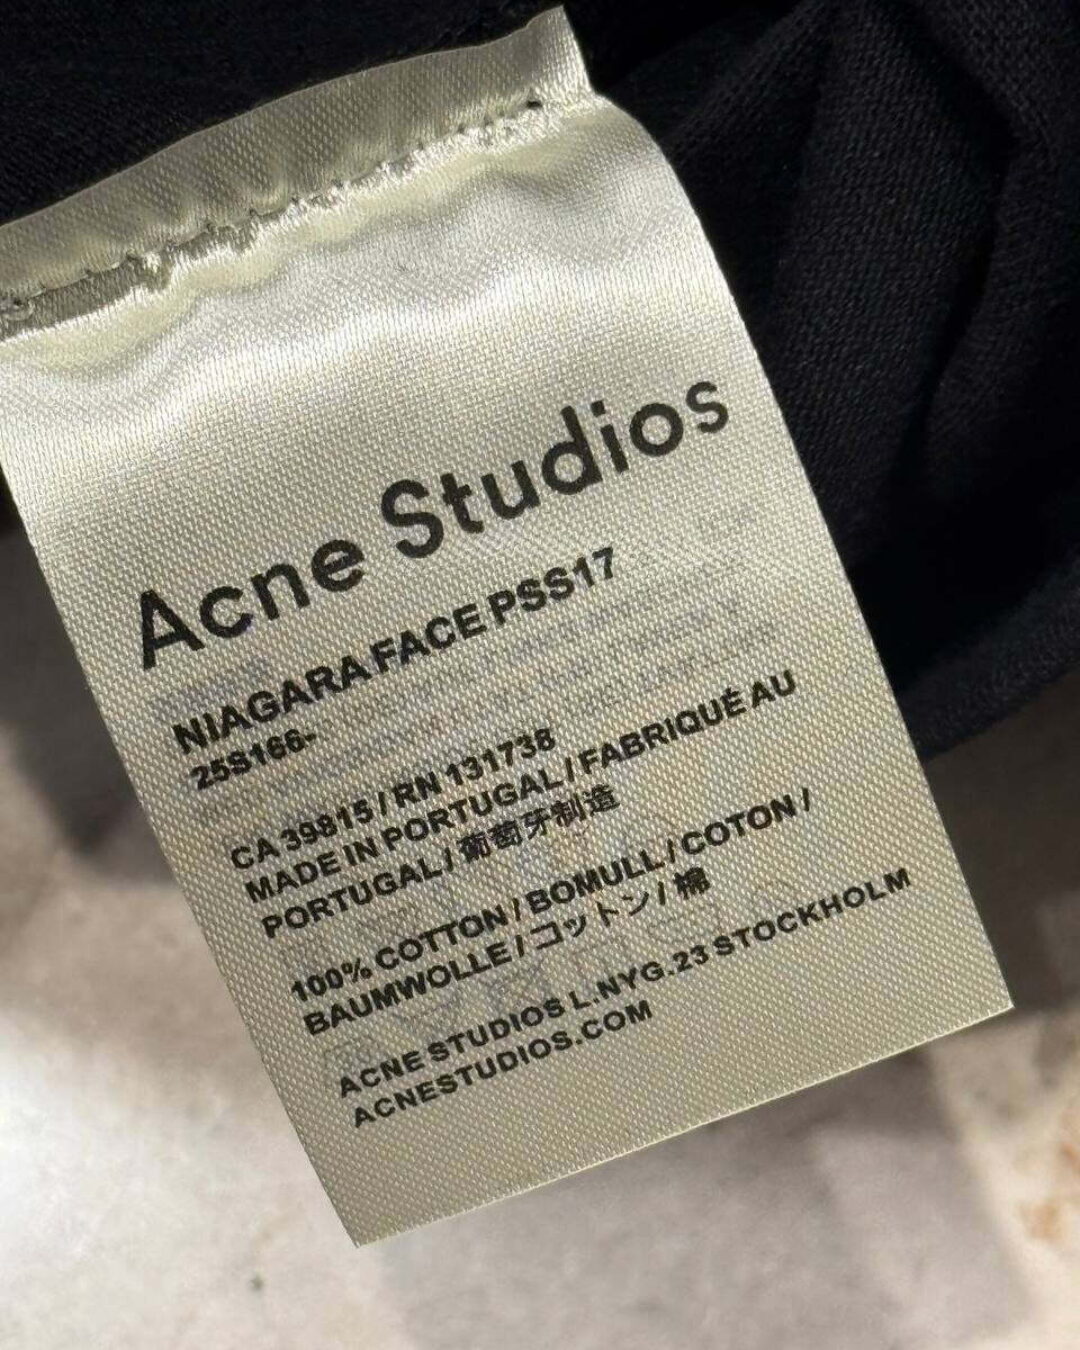 Acne Studios
NIAGARA FACE PSS17
25S166-
CA 39815 / RN 131738
MADE IN PORTUGAL / FABRIQUÉ AU
PORTUGAL / 葡萄牙制造
100% COTTON / BOMULL / COTON /
BAUMWOLLE / コットン / 棉
ACNE STUDIOS L.NYG.23 STOCKHOLM
ACNESTUDIOS.COM